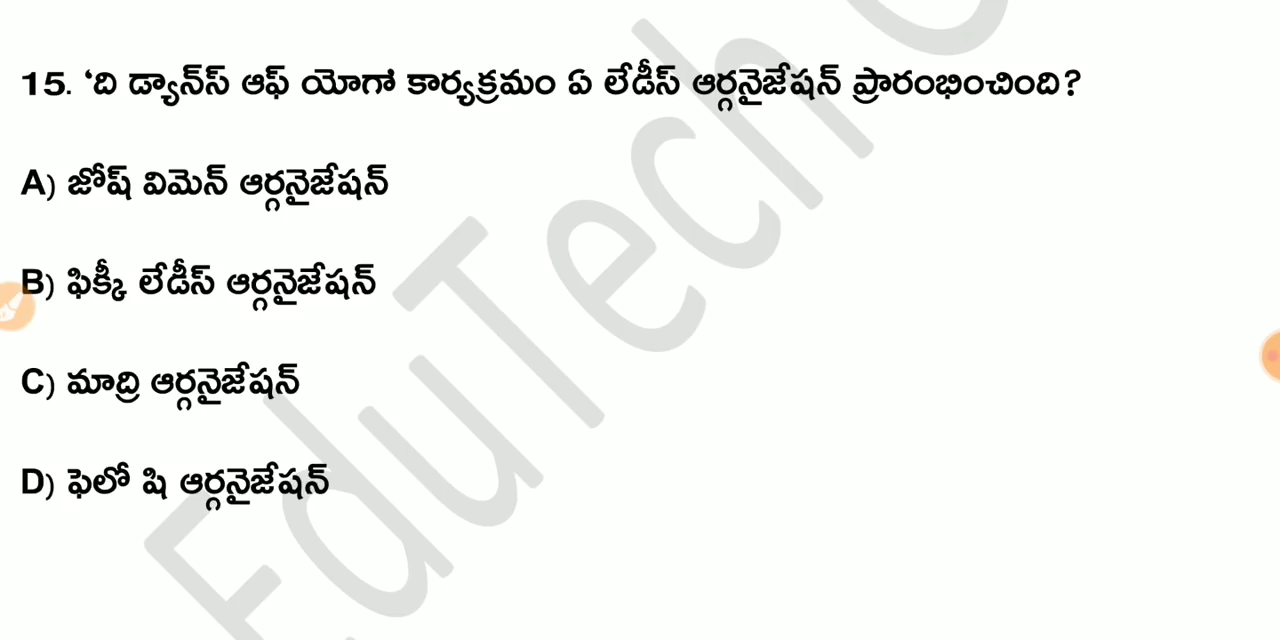 15. ‘ది డ్యాన్స్ ఆఫ్ యోగా కార్యక్రమం ఏ లేడీస్ ఆర్గనైజేషన్ ప్రారంభించింది?
A) జోష్ విమెన్ ఆర్గనైజేషన్
B) ఫిక్కీ లేడీస్ ఆర్గనైజేషన్
C) మాద్రి ఆర్గనైజేషన్
D) ఫెలో షి ఆర్గనైజేషన్
EduTech